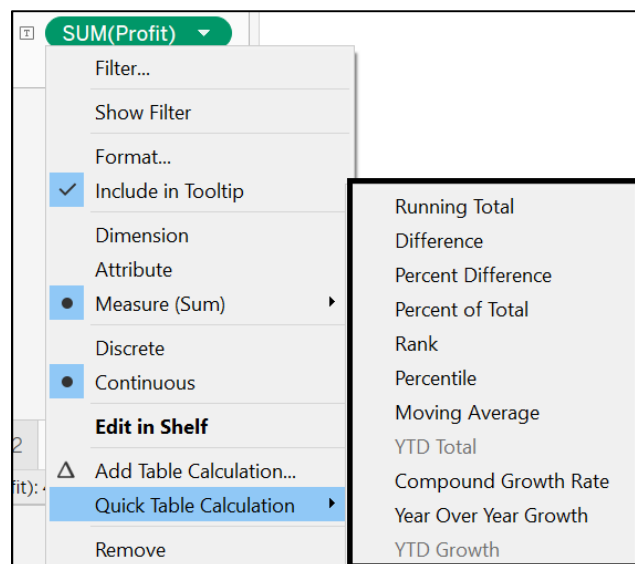 T SUM(Profit)
Filter...
Show Filter
Format...
Include in Tooltip
Dimension
Attribute
Measure (Sum)
Discrete
Continuous
Edit in Shelf
2
Add Table Calculation...
fit):
Quick Table Calculation
Remove
Running Total
Difference
Percent Difference
Percent of Total
Rank
Percentile
Moving Average
YTD Total
Compound Growth Rate
Year Over Year Growth
YTD Growth